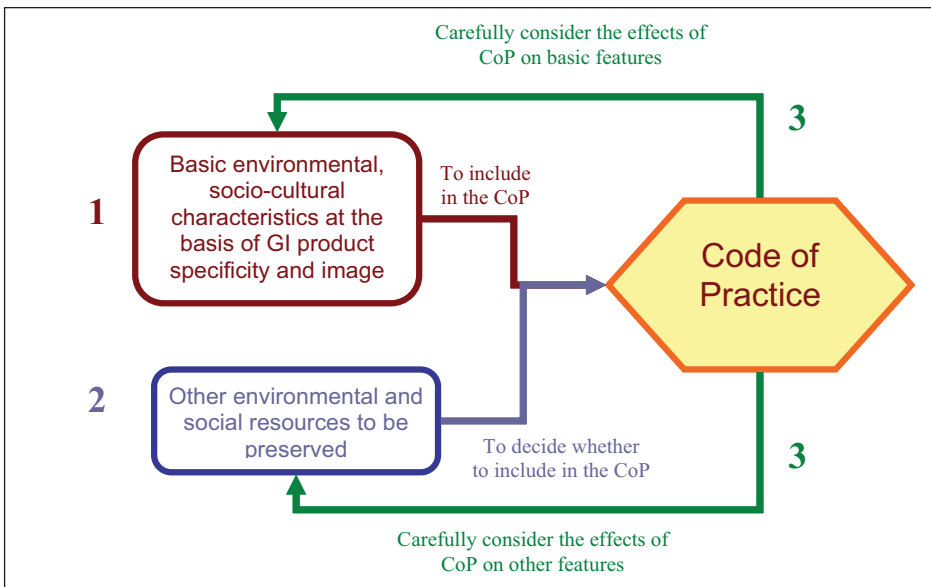 Carefully consider the effects of
CoP on basic features
3
1
Basic environmental,
socio-cultural
characteristics at the
basis of GI product
specificity and image
To include
in the CoP
Code of
Practice
2
Other environmental and
social resources to be
preserved
To decide whether
to include in the CoP
3
Carefully consider the effects of
CoP on other features